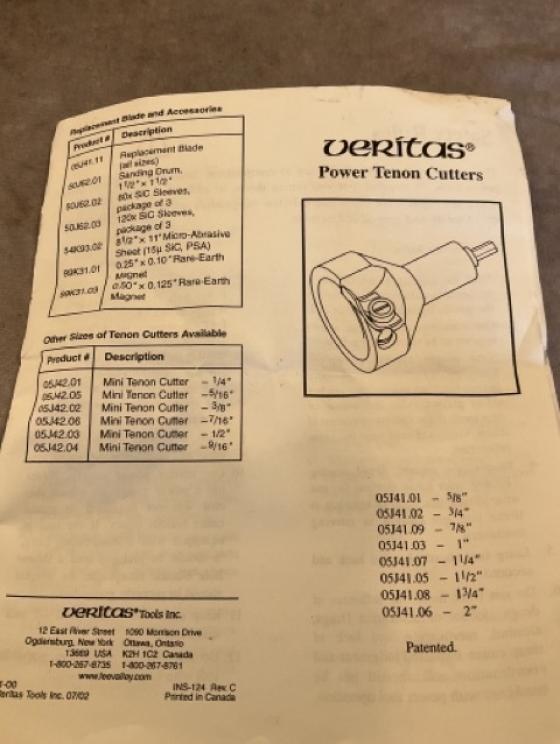 Replacement Blade and Accessories
Product # Description
05J41.11 Replacement Blade
(all sizes)
50J62.01 Sanding Drum,
1 1/2" x 1 1/2"
50J62.02 80x SiC Sleeves,
package of 3
50J62.03 120x SiC Sleeves,
package of 3
54K93.02 8 1/2" x 11" Micro-Abrasive
Sheet (15µ SiC, PSA)
99K31.01 0.25" x 0.10" Rare-Earth
Magnet
99K31.03 0.50" x 0.125" Rare-Earth
Magnet
Other Sizes of Tenon Cutters Available
Product # Description
05J42.01 Mini Tenon Cutter – 1/4"
05J42.05 Mini Tenon Cutter – 5/16"
05J42.02 Mini Tenon Cutter – 3/8"
05J42.06 Mini Tenon Cutter – 7/16"
05J42.03 Mini Tenon Cutter – 1/2"
05J42.04 Mini Tenon Cutter – 9/16"
veritas® Tools Inc.
12 East River Street 1090 Morrison Drive
Ogdensburg, New York Ottawa, Ontario
13669 USA K2H 1C2 Canada
1-800-267-8735 1-800-267-8761
www.leevalley.com
1-00 INS-124 Rev C
Veritas Tools Inc. 07/02 Printed in Canada
veritas®
Power Tenon Cutters
05J41.01 – 5/8"
05J41.02 – 3/4"
05J41.09 – 7/8"
05J41.03 – 1"
05J41.07 – 1 1/4"
05J41.05 – 1 1/2"
05J41.08 – 1 3/4"
05J41.06 – 2"
Patented.